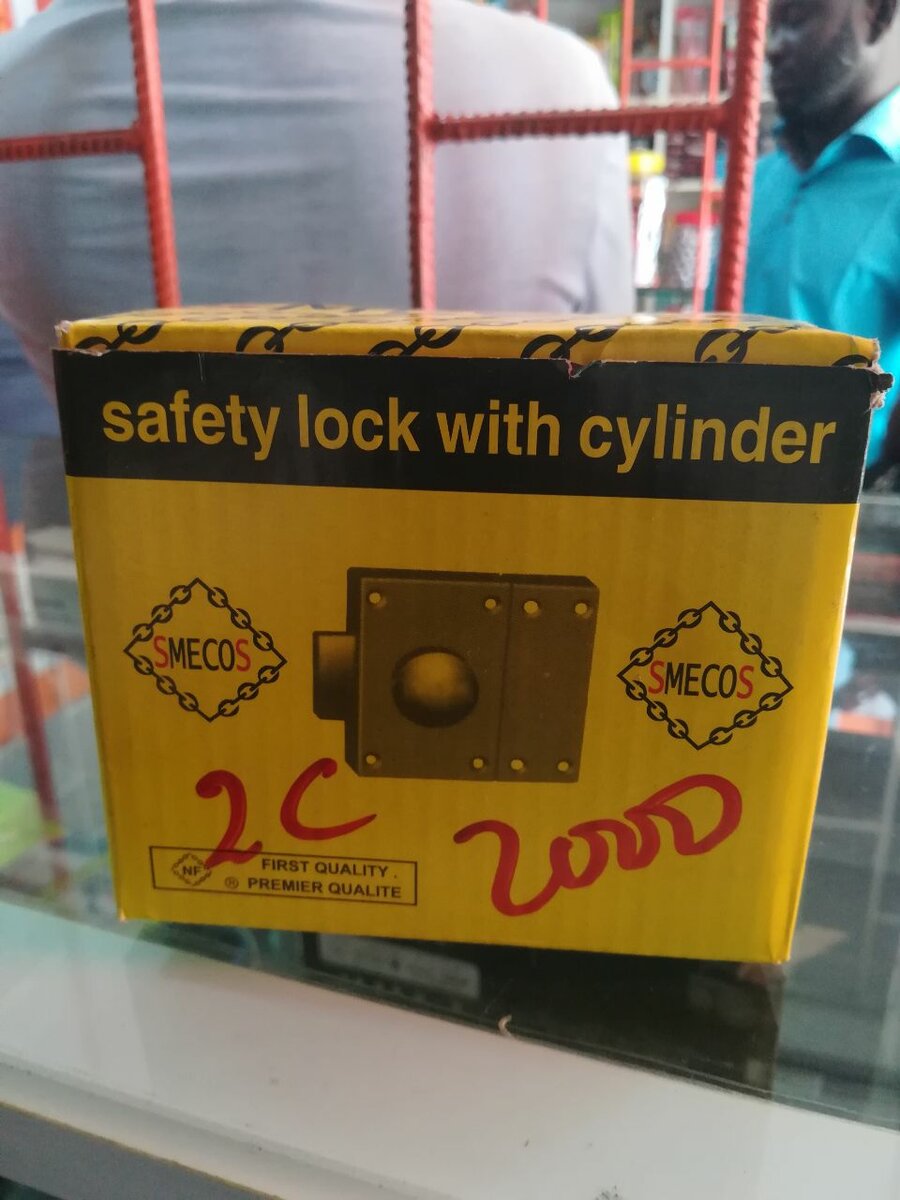 safety lock with cylinder
SMECOS
SMECOS
2C
2000
NF
FIRST QUALITY.
® PREMIER QUALITE